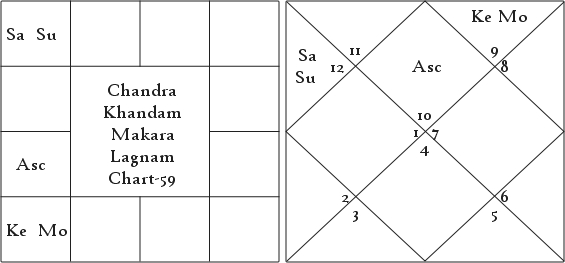 Sa Su
Chandra
Khandam
Makara
Lagnam
Chart-59
Asc
Ke Mo
Ke Mo
Sa
Su
11
12
Asc
9
8
10
1 7
4
2
3
6
5